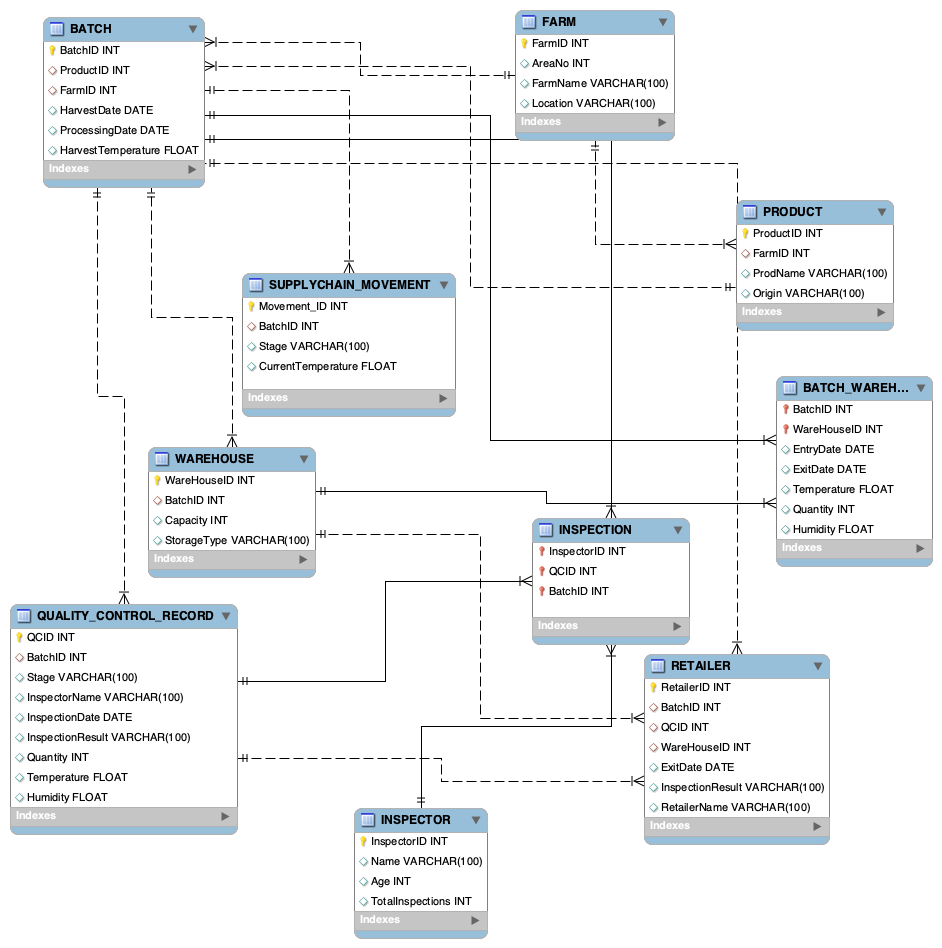 BATCH
BatchID INT
ProductID INT
FarmID INT
HarvestDate DATE
ProcessingDate DATE
HarvestTemperature FLOAT
Indexes
FARM
FarmID INT
AreaNo INT
FarmName VARCHAR(100)
Location VARCHAR(100)
Indexes
PRODUCT
ProductID INT
FarmID INT
ProdName VARCHAR(100)
Origin VARCHAR(100)
Indexes
SUPPLYCHAIN_MOVEMENT
Movement_ID INT
BatchID INT
Stage VARCHAR(100)
CurrentTemperature FLOAT
Indexes
BATCH_WAREH...
BatchID INT
WareHouseID INT
EntryDate DATE
ExitDate DATE
Temperature FLOAT
Quantity INT
Humidity FLOAT
Indexes
WAREHOUSE
WareHouseID INT
BatchID INT
Capacity INT
StorageType VARCHAR(100)
Indexes
INSPECTION
InspectorID INT
QCID INT
BatchID INT
Indexes
QUALITY_CONTROL_RECORD
QCID INT
BatchID INT
Stage VARCHAR(100)
InspectorName VARCHAR(100)
InspectionDate DATE
InspectionResult VARCHAR(100)
Quantity INT
Temperature FLOAT
Humidity FLOAT
Indexes
RETAILER
RetailerID INT
BatchID INT
QCID INT
WareHouseID INT
ExitDate DATE
InspectionResult VARCHAR(100)
RetailerName VARCHAR(100)
Indexes
INSPECTOR
InspectorID INT
Name VARCHAR(100)
Age INT
TotalInspections INT
Indexes